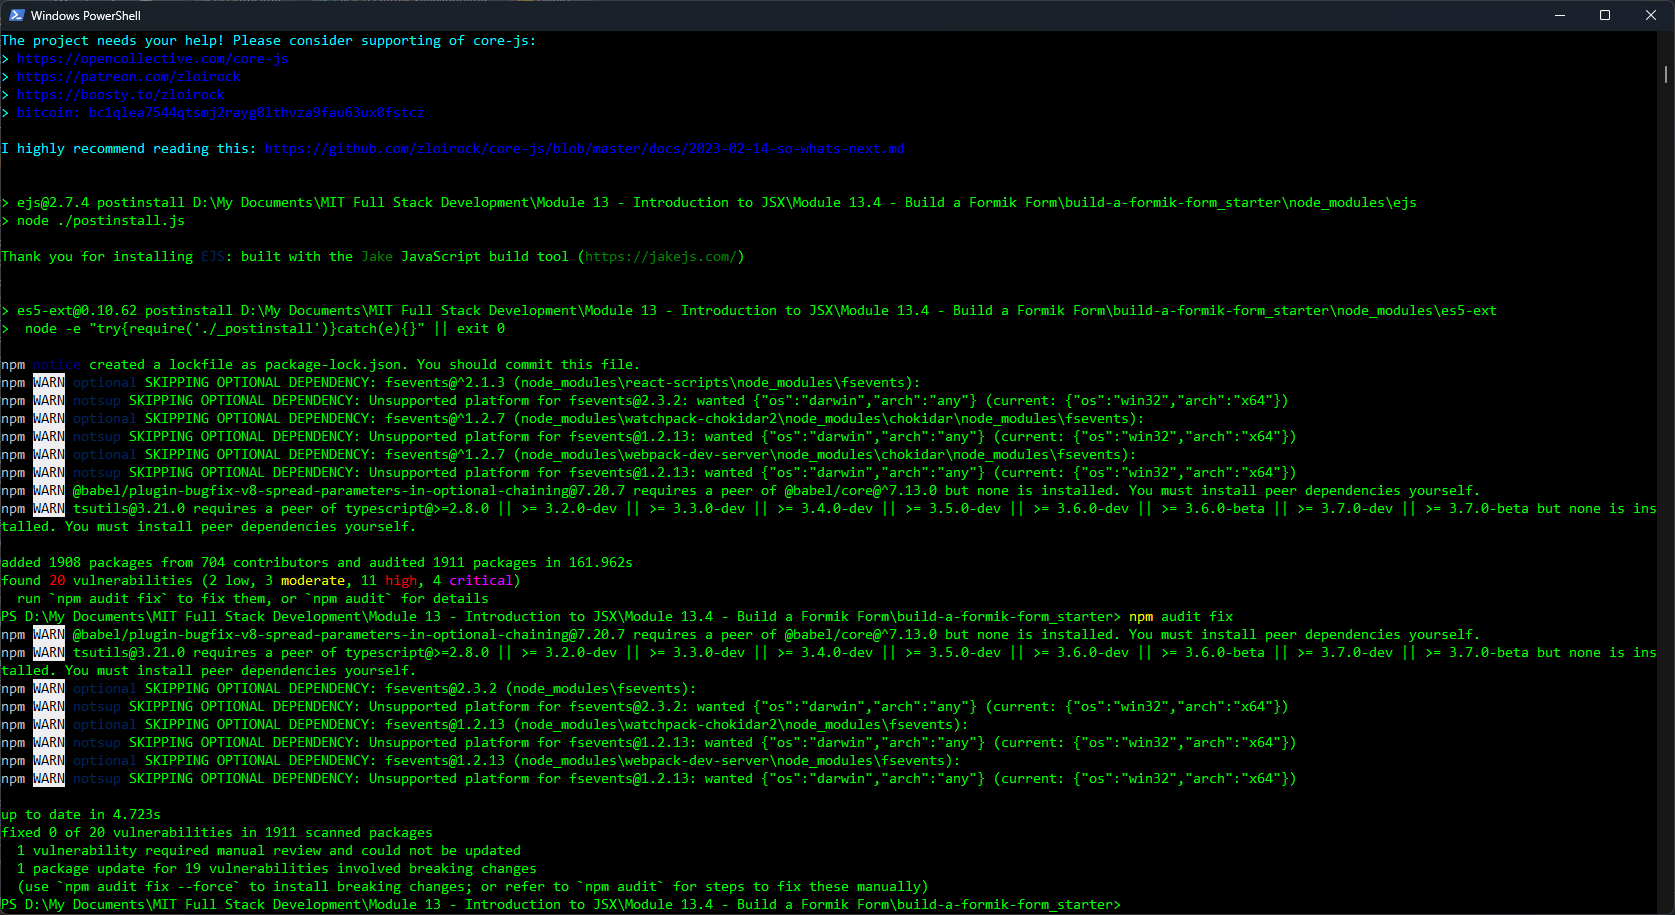 Windows PowerShell
The project needs your help! Please consider supporting of core-js:
> https://opencollective.com/core-js
> https://patreon.com/zloirock
> https://boosty.to/zloirock
> bitcoin: bc1qlea7544qtsmj2rayg0lthvza9fau63ux0fstcz
I highly recommend reading this: https://github.com/zloirock/core-js/blob/master/docs/2023-02-14-so-whats-next.md
> ejs@2.7.4 postinstall D:\My Documents\MIT Full Stack Development\Module 13 - Introduction to JSX\Module 13.4 - Build a Formik Form\build-a-formik-form_starter\node_modules\ejs
> node ./postinstall.js
Thank you for installing EJS: built with the Jake JavaScript build tool (https://jakejs.com/)
> es5-ext@0.10.62 postinstall D:\My Documents\MIT Full Stack Development\Module 13 - Introduction to JSX\Module 13.4 - Build a Formik Form\build-a-formik-form_starter\node_modules\es5-ext
>  node -e "try{require('./_postinstall')}catch(e){}" || exit 0
npm notice created a lockfile as package-lock.json. You should commit this file.
npm WARN optional SKIPPING OPTIONAL DEPENDENCY: fsevents@^2.1.3 (node_modules\react-scripts\node_modules\fsevents):
npm WARN notsup SKIPPING OPTIONAL DEPENDENCY: Unsupported platform for fsevents@2.3.2: wanted {"os":"darwin","arch":"any"} (current: {"os":"win32","arch":"x64"})
npm WARN optional SKIPPING OPTIONAL DEPENDENCY: fsevents@^1.2.7 (node_modules\watchpack-chokidar2\node_modules\chokidar\node_modules\fsevents):
npm WARN notsup SKIPPING OPTIONAL DEPENDENCY: Unsupported platform for fsevents@1.2.13: wanted {"os":"darwin","arch":"any"} (current: {"os":"win32","arch":"x64"})
npm WARN optional SKIPPING OPTIONAL DEPENDENCY: fsevents@^1.2.7 (node_modules\webpack-dev-server\node_modules\chokidar\node_modules\fsevents):
npm WARN notsup SKIPPING OPTIONAL DEPENDENCY: Unsupported platform for fsevents@1.2.13: wanted {"os":"darwin","arch":"any"} (current: {"os":"win32","arch":"x64"})
npm WARN @babel/plugin-bugfix-v8-spread-parameters-in-optional-chaining@7.20.7 requires a peer of @babel/core@^7.13.0 but none is installed. You must install peer dependencies yourself.
npm WARN tsutils@3.21.0 requires a peer of typescript@>=2.8.0 || >= 3.2.0-dev || >= 3.3.0-dev || >= 3.4.0-dev || >= 3.5.0-dev || >= 3.6.0-dev || >= 3.6.0-beta || >= 3.7.0-dev || >= 3.7.0-beta but none is ins
talled. You must install peer dependencies yourself.
added 1908 packages from 704 contributors and audited 1911 packages in 161.962s
found 20 vulnerabilities (2 low, 3 moderate, 11 high, 4 critical)
  run `npm audit fix` to fix them, or `npm audit` for details
PS D:\My Documents\MIT Full Stack Development\Module 13 - Introduction to JSX\Module 13.4 - Build a Formik Form\build-a-formik-form_starter> npm audit fix
npm WARN @babel/plugin-bugfix-v8-spread-parameters-in-optional-chaining@7.20.7 requires a peer of @babel/core@^7.13.0 but none is installed. You must install peer dependencies yourself.
npm WARN tsutils@3.21.0 requires a peer of typescript@>=2.8.0 || >= 3.2.0-dev || >= 3.3.0-dev || >= 3.4.0-dev || >= 3.5.0-dev || >= 3.6.0-dev || >= 3.6.0-beta || >= 3.7.0-dev || >= 3.7.0-beta but none is ins
talled. You must install peer dependencies yourself.
npm WARN optional SKIPPING OPTIONAL DEPENDENCY: fsevents@2.3.2 (node_modules\fsevents):
npm WARN notsup SKIPPING OPTIONAL DEPENDENCY: Unsupported platform for fsevents@2.3.2: wanted {"os":"darwin","arch":"any"} (current: {"os":"win32","arch":"x64"})
npm WARN optional SKIPPING OPTIONAL DEPENDENCY: fsevents@1.2.13 (node_modules\watchpack-chokidar2\node_modules\fsevents):
npm WARN notsup SKIPPING OPTIONAL DEPENDENCY: Unsupported platform for fsevents@1.2.13: wanted {"os":"darwin","arch":"any"} (current: {"os":"win32","arch":"x64"})
npm WARN optional SKIPPING OPTIONAL DEPENDENCY: fsevents@1.2.13 (node_modules\webpack-dev-server\node_modules\fsevents):
npm WARN notsup SKIPPING OPTIONAL DEPENDENCY: Unsupported platform for fsevents@1.2.13: wanted {"os":"darwin","arch":"any"} (current: {"os":"win32","arch":"x64"})
up to date in 4.723s
fixed 0 of 20 vulnerabilities in 1911 scanned packages
  1 vulnerability required manual review and could not be updated
  1 package update for 19 vulnerabilities involved breaking changes
  (use `npm audit fix --force` to install breaking changes; or refer to `npm audit` for steps to fix these manually)
PS D:\My Documents\MIT Full Stack Development\Module 13 - Introduction to JSX\Module 13.4 - Build a Formik Form\build-a-formik-form_starter>